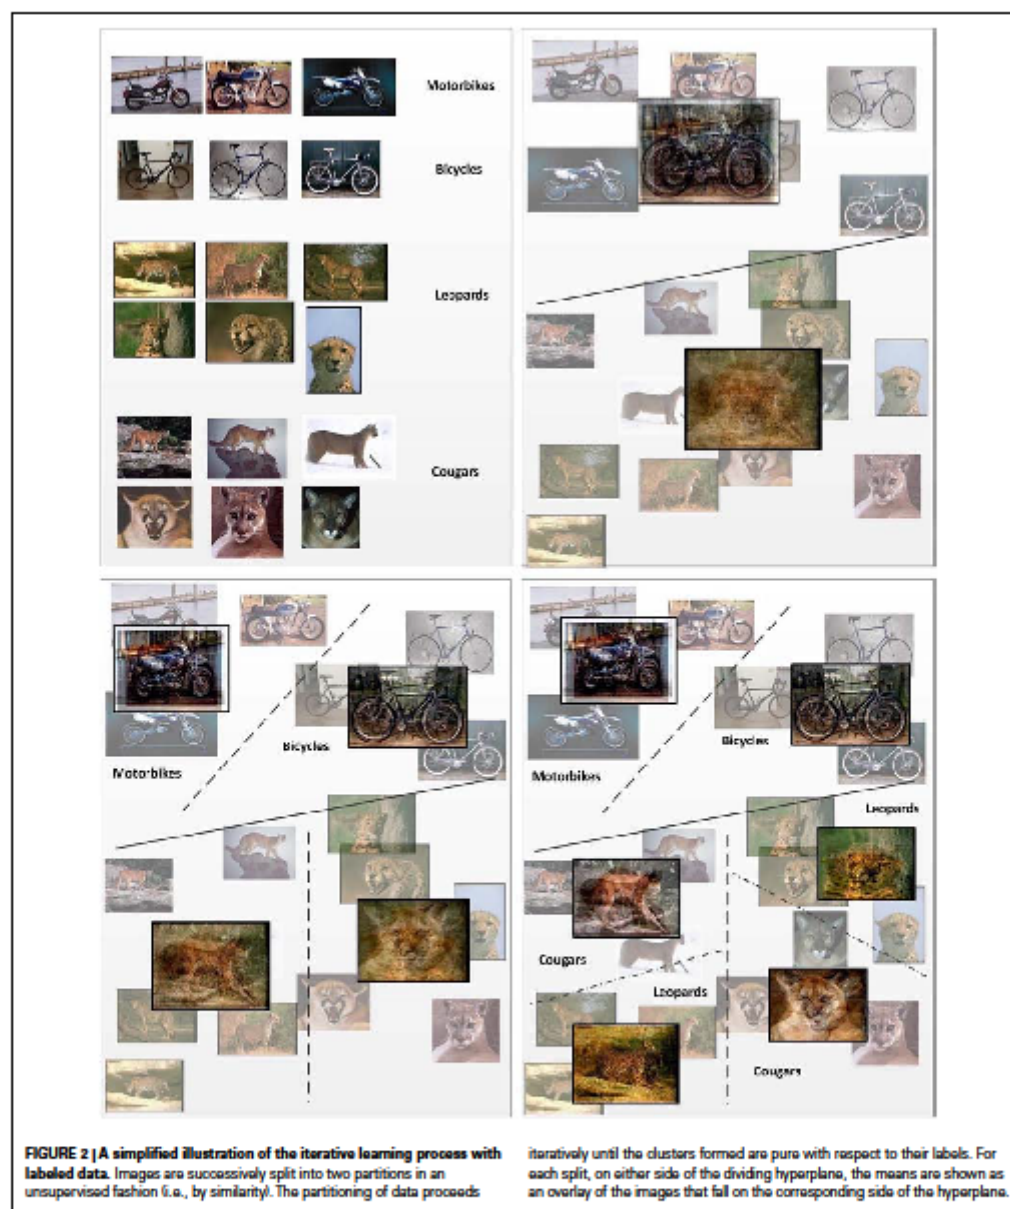 Motorbikes
Bicycles
Leopards
Cougars
Motorbikes
Bicycles
Motorbikes
Bicycles
Leopards
Cougars
Leopards
Cougars
FIGURE 2 | A simplified illustration of the iterative learning process with
labeled data. Images are successively split into two partitions in an
unsupervised fashion (i.e., by similarity). The partitioning of data proceeds
iteratively until the clusters formed are pure with respect to their labels. For
each split, on either side of the dividing hyperplane, the means are shown as
an overlay of the images that fall on the corresponding side of the hyperplane.